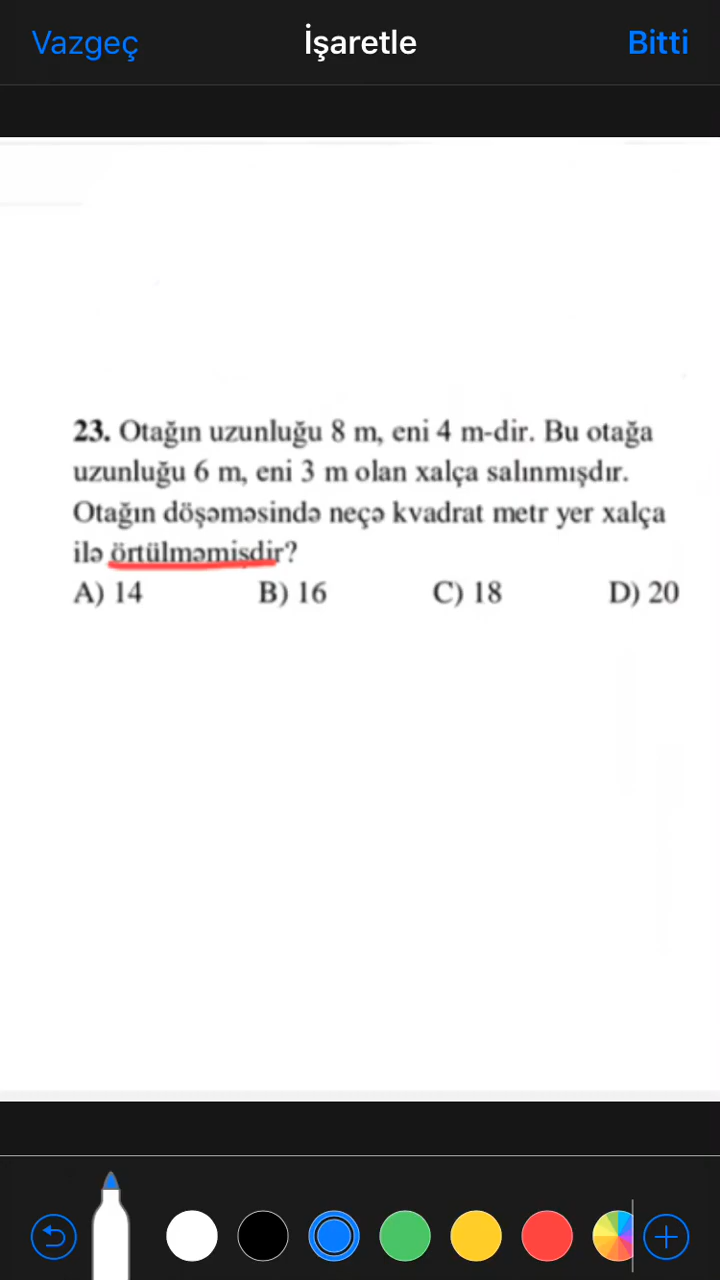 Vazgeç
İşaretle
Bitti
23. Otağın uzunluğu 8 m, eni 4 m-dir. Bu otağa
uzunluğu 6 m, eni 3 m olan xalça salınmışdır.
Otağın döşəməsində neçə kvadrat metr yer xalça
ilə örtülməmişdir?
A) 14 B) 16 C) 18 D) 20